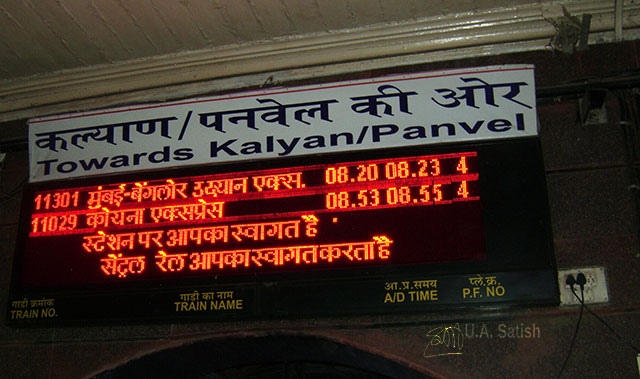 कल्याण/पनवेल की ओर
Towards Kalyan/Panvel
11301 मुंबई-बेंगलोर उद्यान एक्स. 08.20 08.23 4
11029 कोयना एक्सप्रेस 08.53 08.55 4
स्टेशन पर आपका स्वागत है
सेंट्रल रेल आपका स्वागत करता है
गाडी क्रमांक गाडी का नाम आ.प्र.समय प्ले.क्र.
TRAIN NO. TRAIN NAME A/D TIME P.F. NO
2011 U.A. Satish